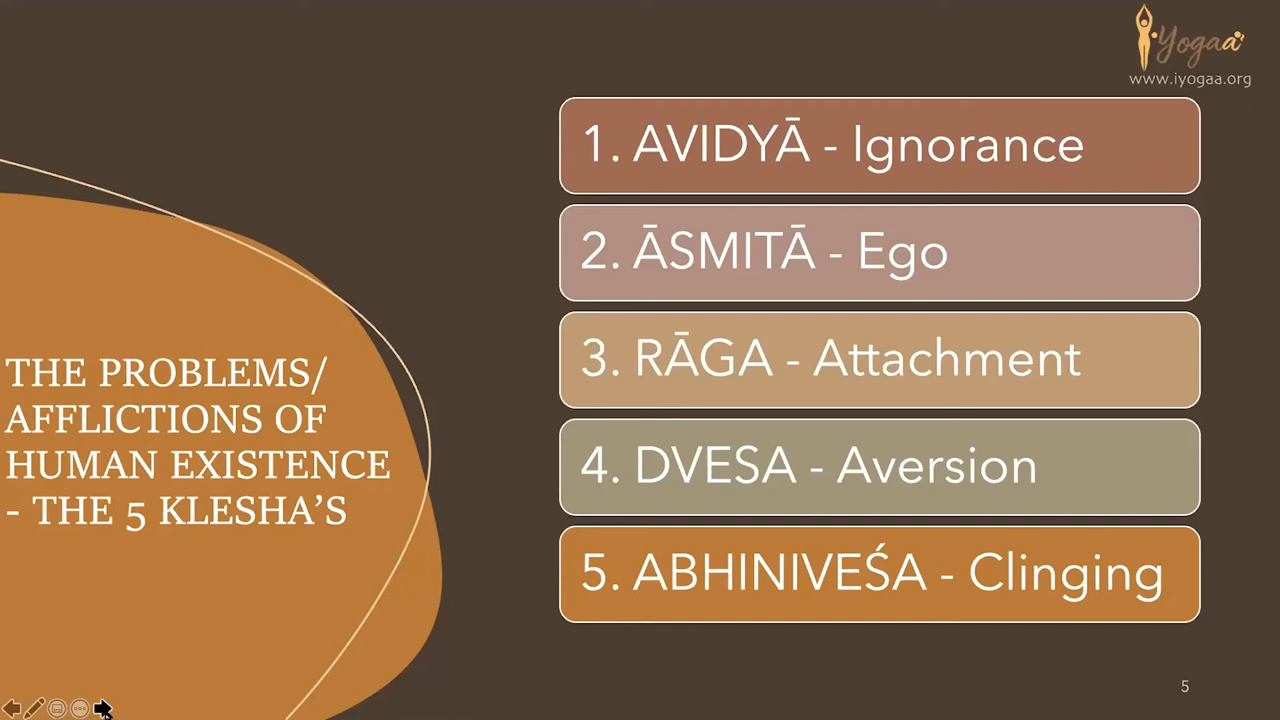 Yogaa
www.iyogaa.org
THE PROBLEMS/
AFFLICTIONS OF
HUMAN EXISTENCE
- THE 5 KLESHA’S
1. AVIDYĀ - Ignorance
2. ĀSMITĀ - Ego
3. RĀGA - Attachment
4. DVESA - Aversion
5. ABHINIVEŚA - Clinging
5